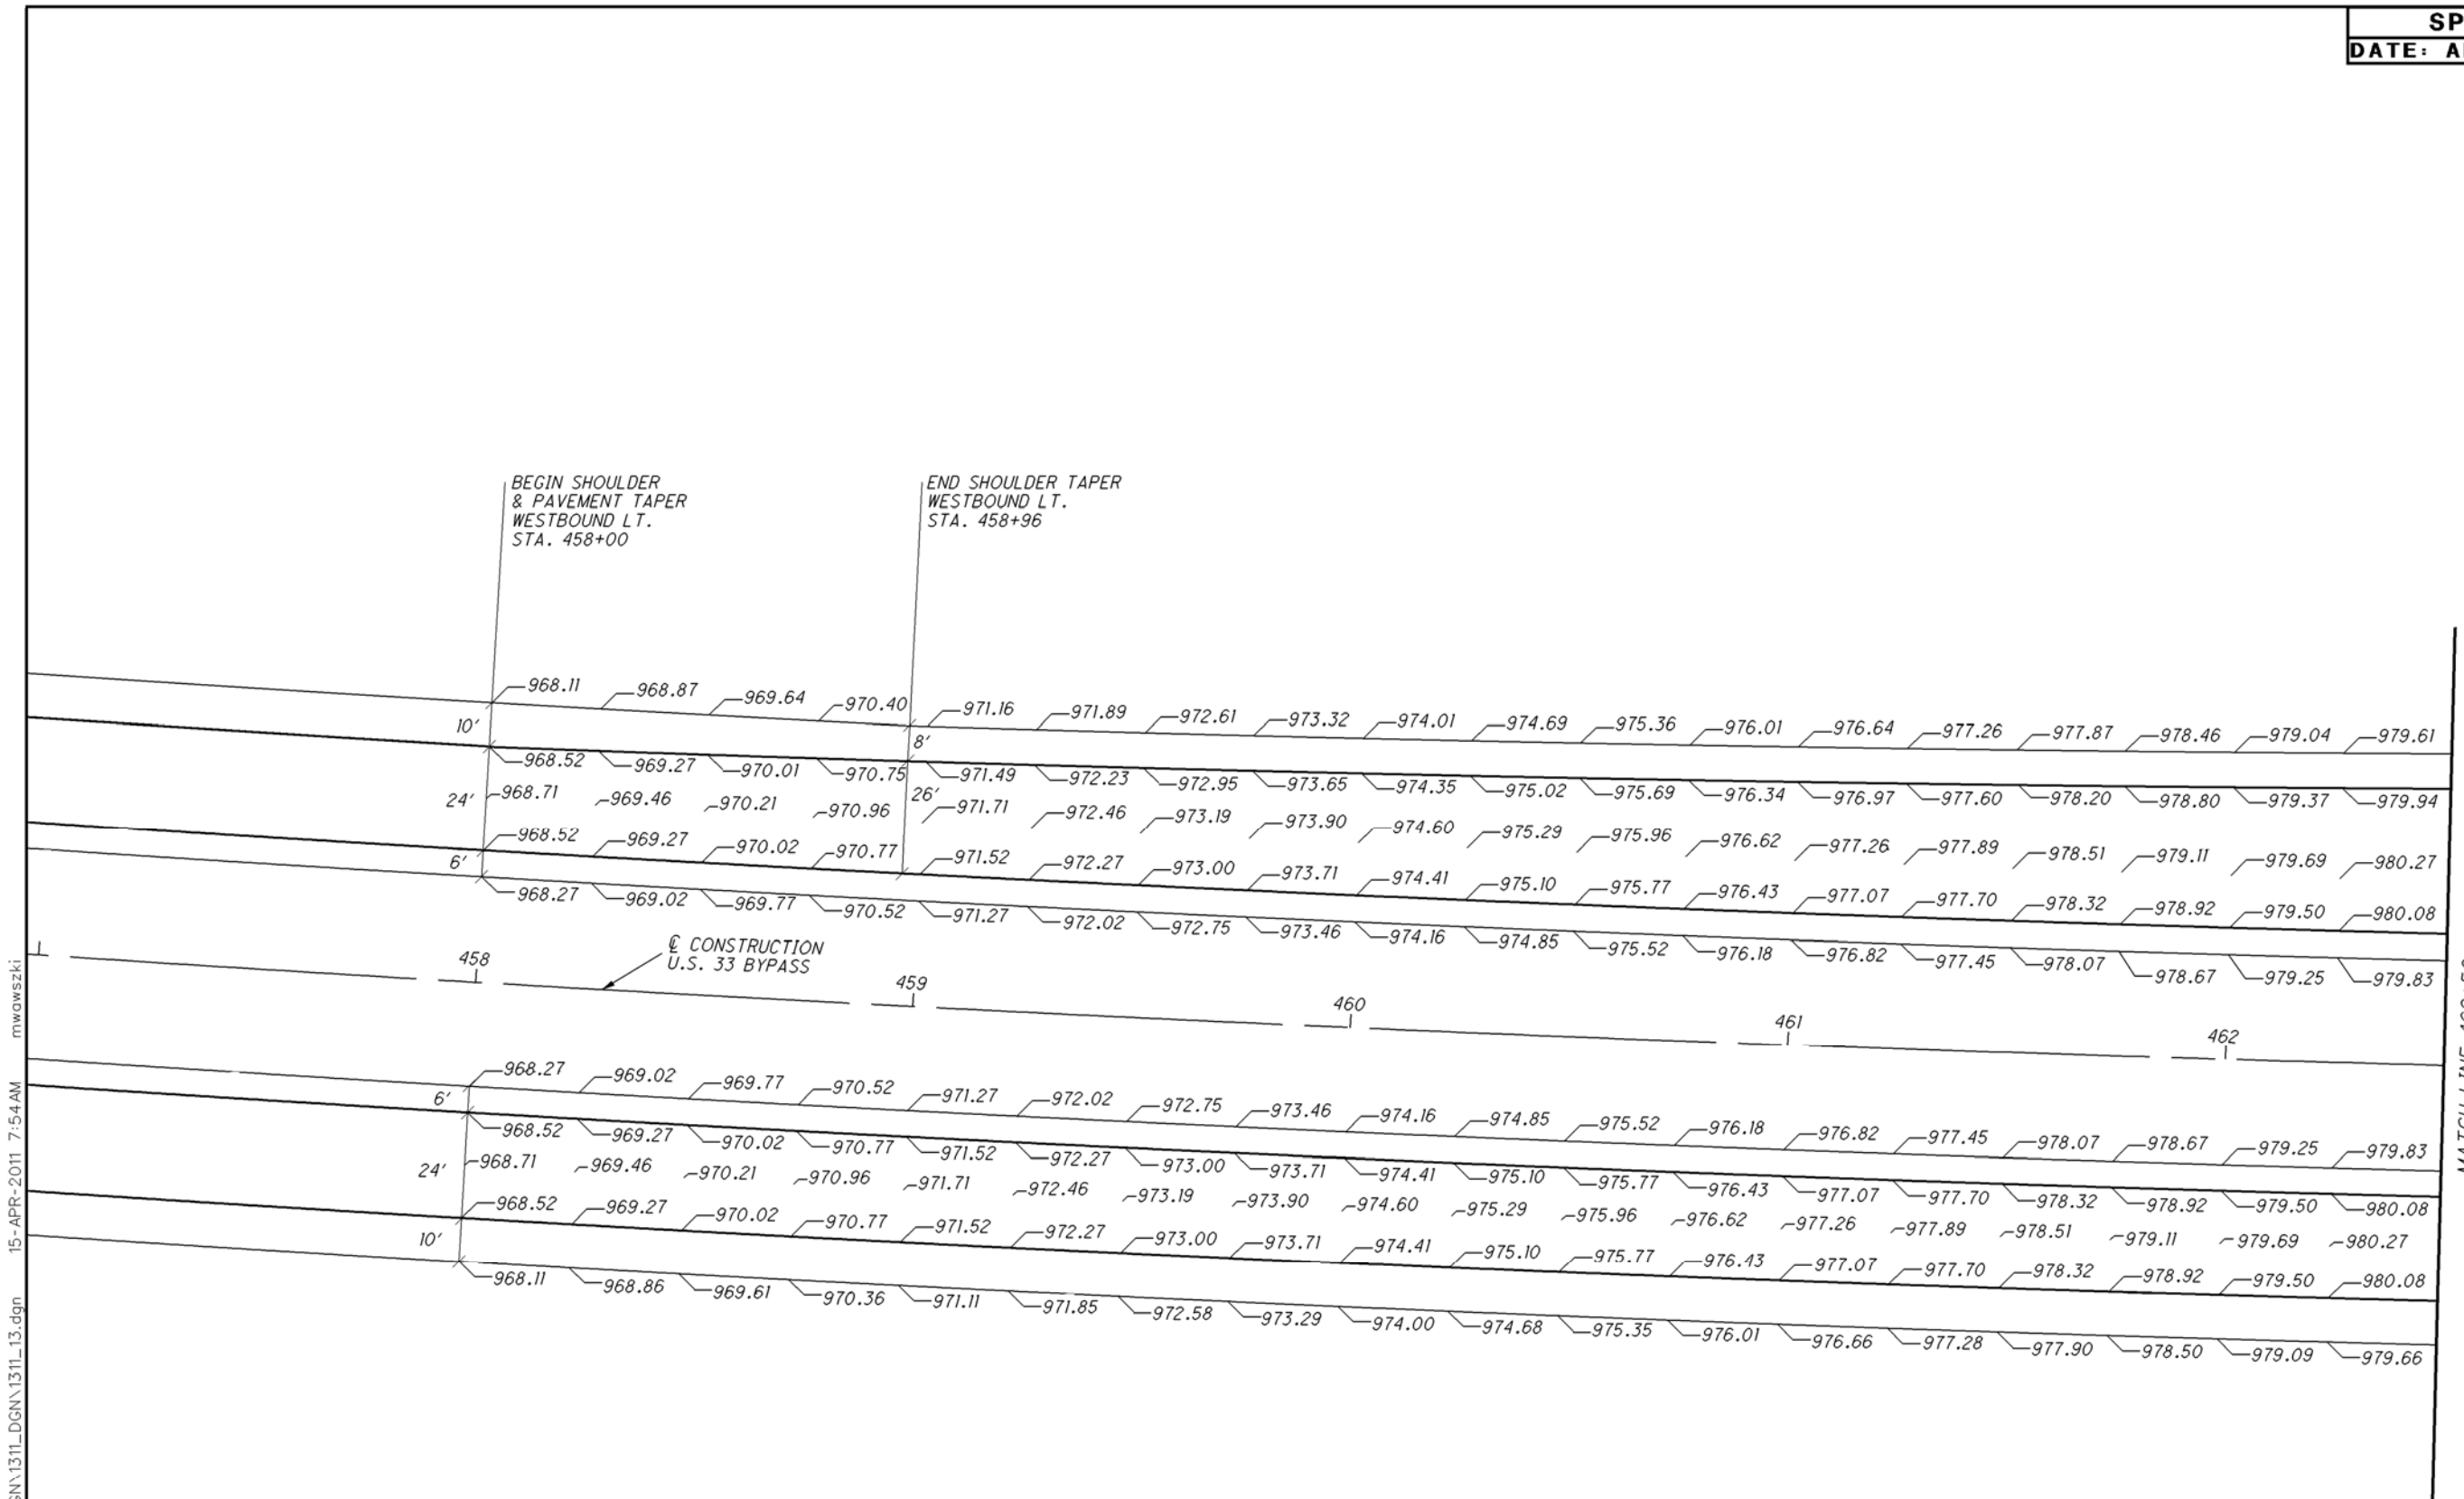 SP
DATE: A
BEGIN SHOULDER
& PAVEMENT TAPER
WESTBOUND LT.
STA. 458+00
END SHOULDER TAPER
WESTBOUND LT.
STA. 458+96
968.11 968.87 969.64 970.40 971.16 971.89 972.61 973.32 974.01 974.69 975.36 976.01 976.64 977.26 977.87 978.46 979.04 979.61
10' 8'
968.52 969.27 970.01 970.75 971.49 972.23 972.95 973.65 974.35 975.02 975.69 976.34 976.97 977.60 978.20 978.80 979.37 979.94
24' 968.71 969.46 970.21 970.96 26' 971.71 972.46 973.19 973.90 974.60 975.29 975.96 976.62 977.26 977.89 978.51 979.11 979.69 980.27
968.52 969.27 970.02 970.77 971.52 972.27 973.00 973.71 974.41 975.10 975.77 976.43 977.07 977.70 978.32 978.92 979.50 980.08
6'
968.27 969.02 969.77 970.52 971.27 972.02 972.75 973.46 974.16 974.85 975.52 976.18 976.82 977.45 978.07 978.67 979.25 979.83
℄ CONSTRUCTION
U.S. 33 BYPASS
458 459 460 461 462
968.27 969.02 969.77 970.52 971.27 972.02 972.75 973.46 974.16 974.85 975.52 976.18 976.82 977.45 978.07 978.67 979.25 979.83
6'
968.52 969.27 970.02 970.77 971.52 972.27 973.00 973.71 974.41 975.10 975.77 976.43 977.07 977.70 978.32 978.92 979.50 980.08
24' 968.71 969.46 970.21 970.96 971.71 972.46 973.19 973.90 974.60 975.29 975.96 976.62 977.26 977.89 978.51 979.11 979.69 980.27
968.52 969.27 970.02 970.77 971.52 972.27 973.00 973.71 974.41 975.10 975.77 976.43 977.07 977.70 978.32 978.92 979.50 980.08
10'
968.11 968.86 969.61 970.36 971.11 971.85 972.58 973.29 974.00 974.68 975.35 976.01 976.66 977.28 977.90 978.50 979.09 979.66
GN\1311_DGN\1311_13.dgn 15-APR-2011 7:54AM mwawszki
MATCH LINE